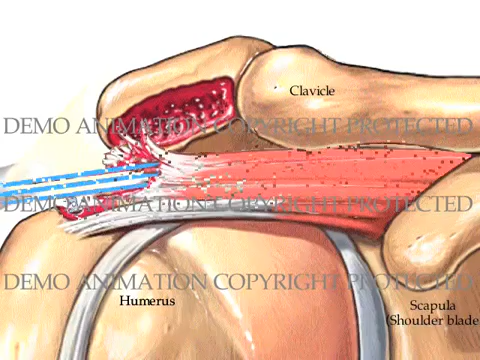 Clavicle
DEMO ANIMATION COPYRIGHT PROTECTED
DEMO ANIMATION COPYRIGHT PROTECTED
DEMO ANIMATION COPYRIGHT PROTECTED
Humerus
Scapula
(Shoulder blade